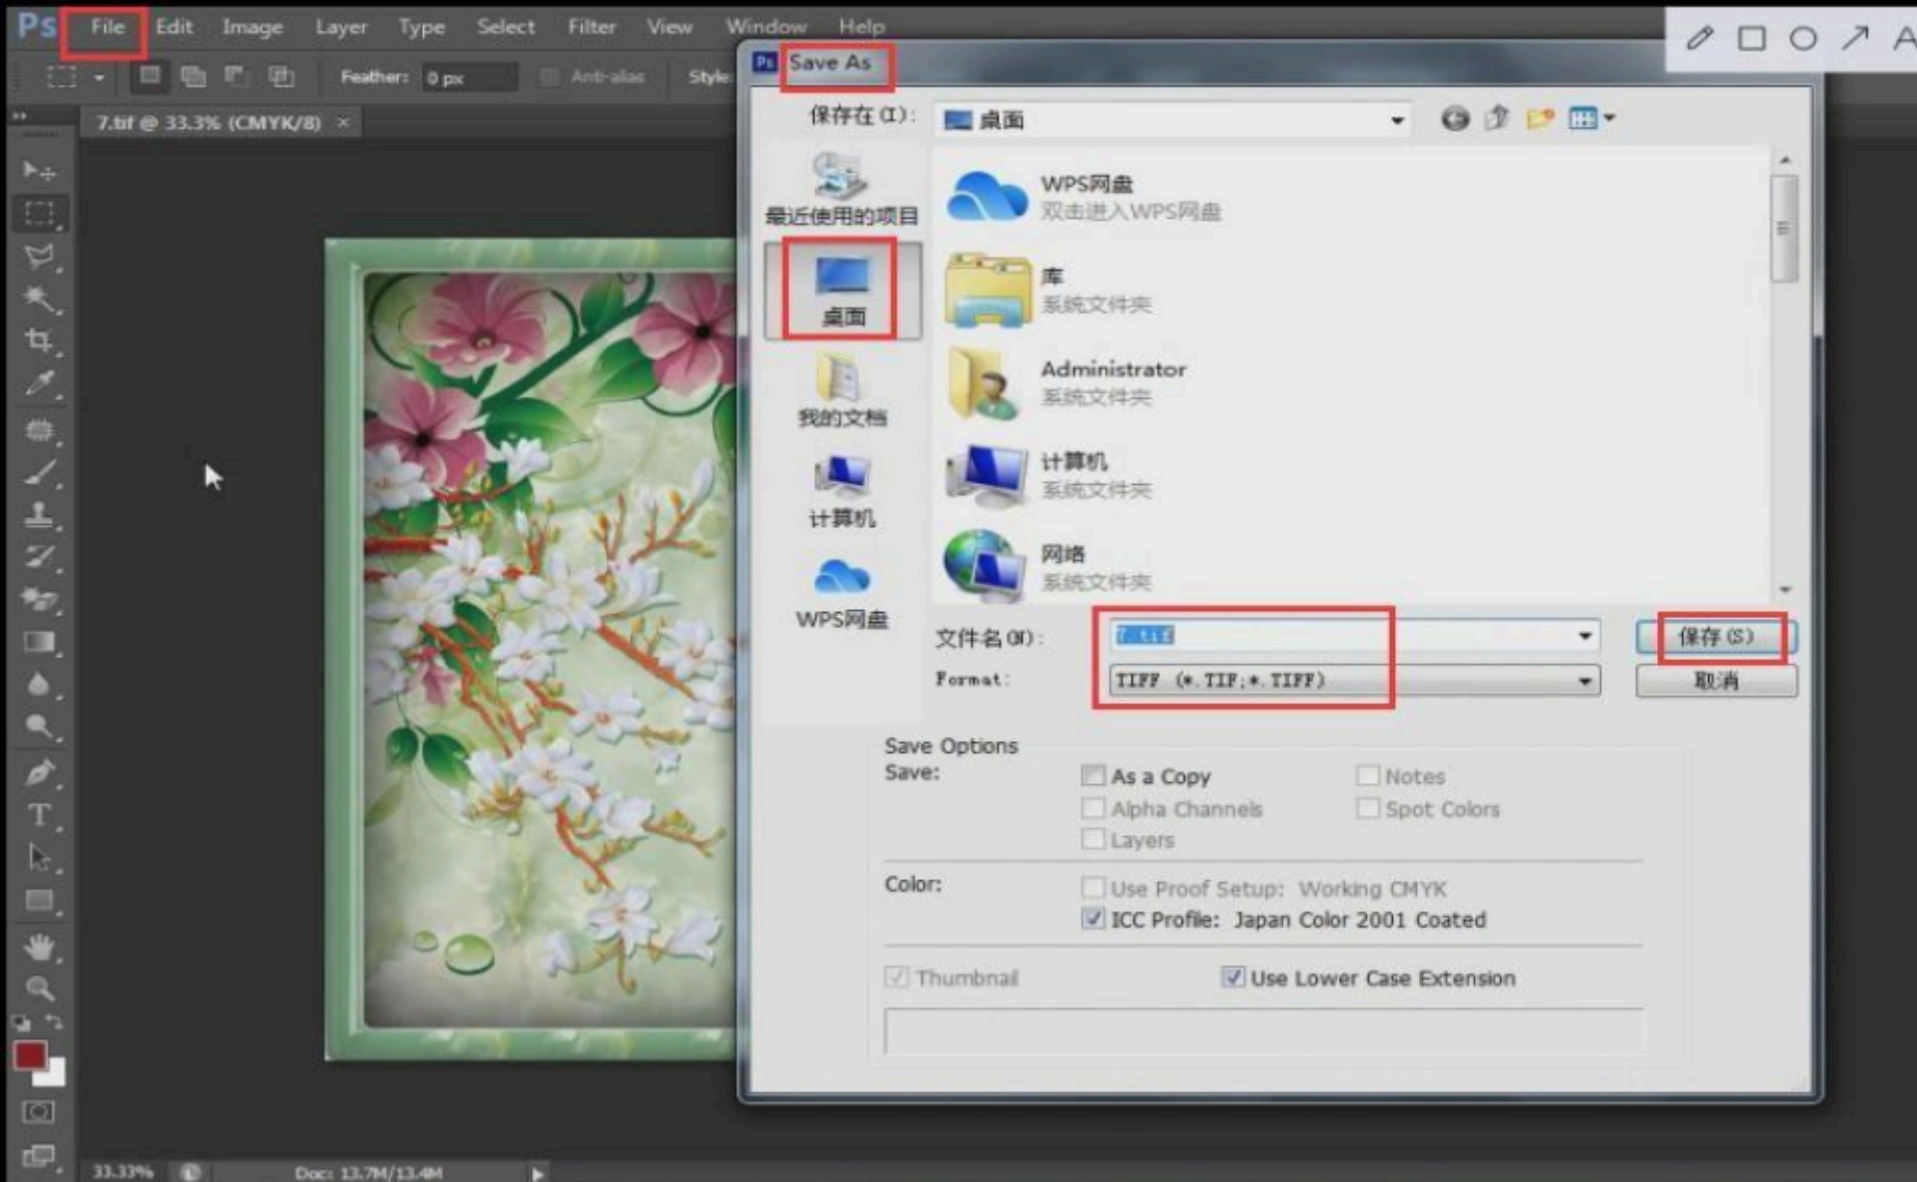 Ps File Edit Image Layer Type Select Filter View Window Help
Feather: 0 px Anti-alias Style:
7.tif @ 33.3% (CMYK/8) ×
Ps Save As
A
保存在(I): 桌面
最近使用的项目
桌面
我的文档
计算机
WPS网盘
WPS网盘
双击进入WPS网盘
库
系统文件夹
Administrator
系统文件夹
计算机
系统文件夹
网络
系统文件夹
文件名(N): 7.tif 保存(S)
Format: TIFF (*.TIF;*.TIFF) 取消
Save Options
Save: As a Copy Notes
Alpha Channels Spot Colors
Layers
Color: Use Proof Setup: Working CMYK
ICC Profile: Japan Color 2001 Coated
Thumbnail Use Lower Case Extension
T
33.33% Doc: 13.7M/13.4M